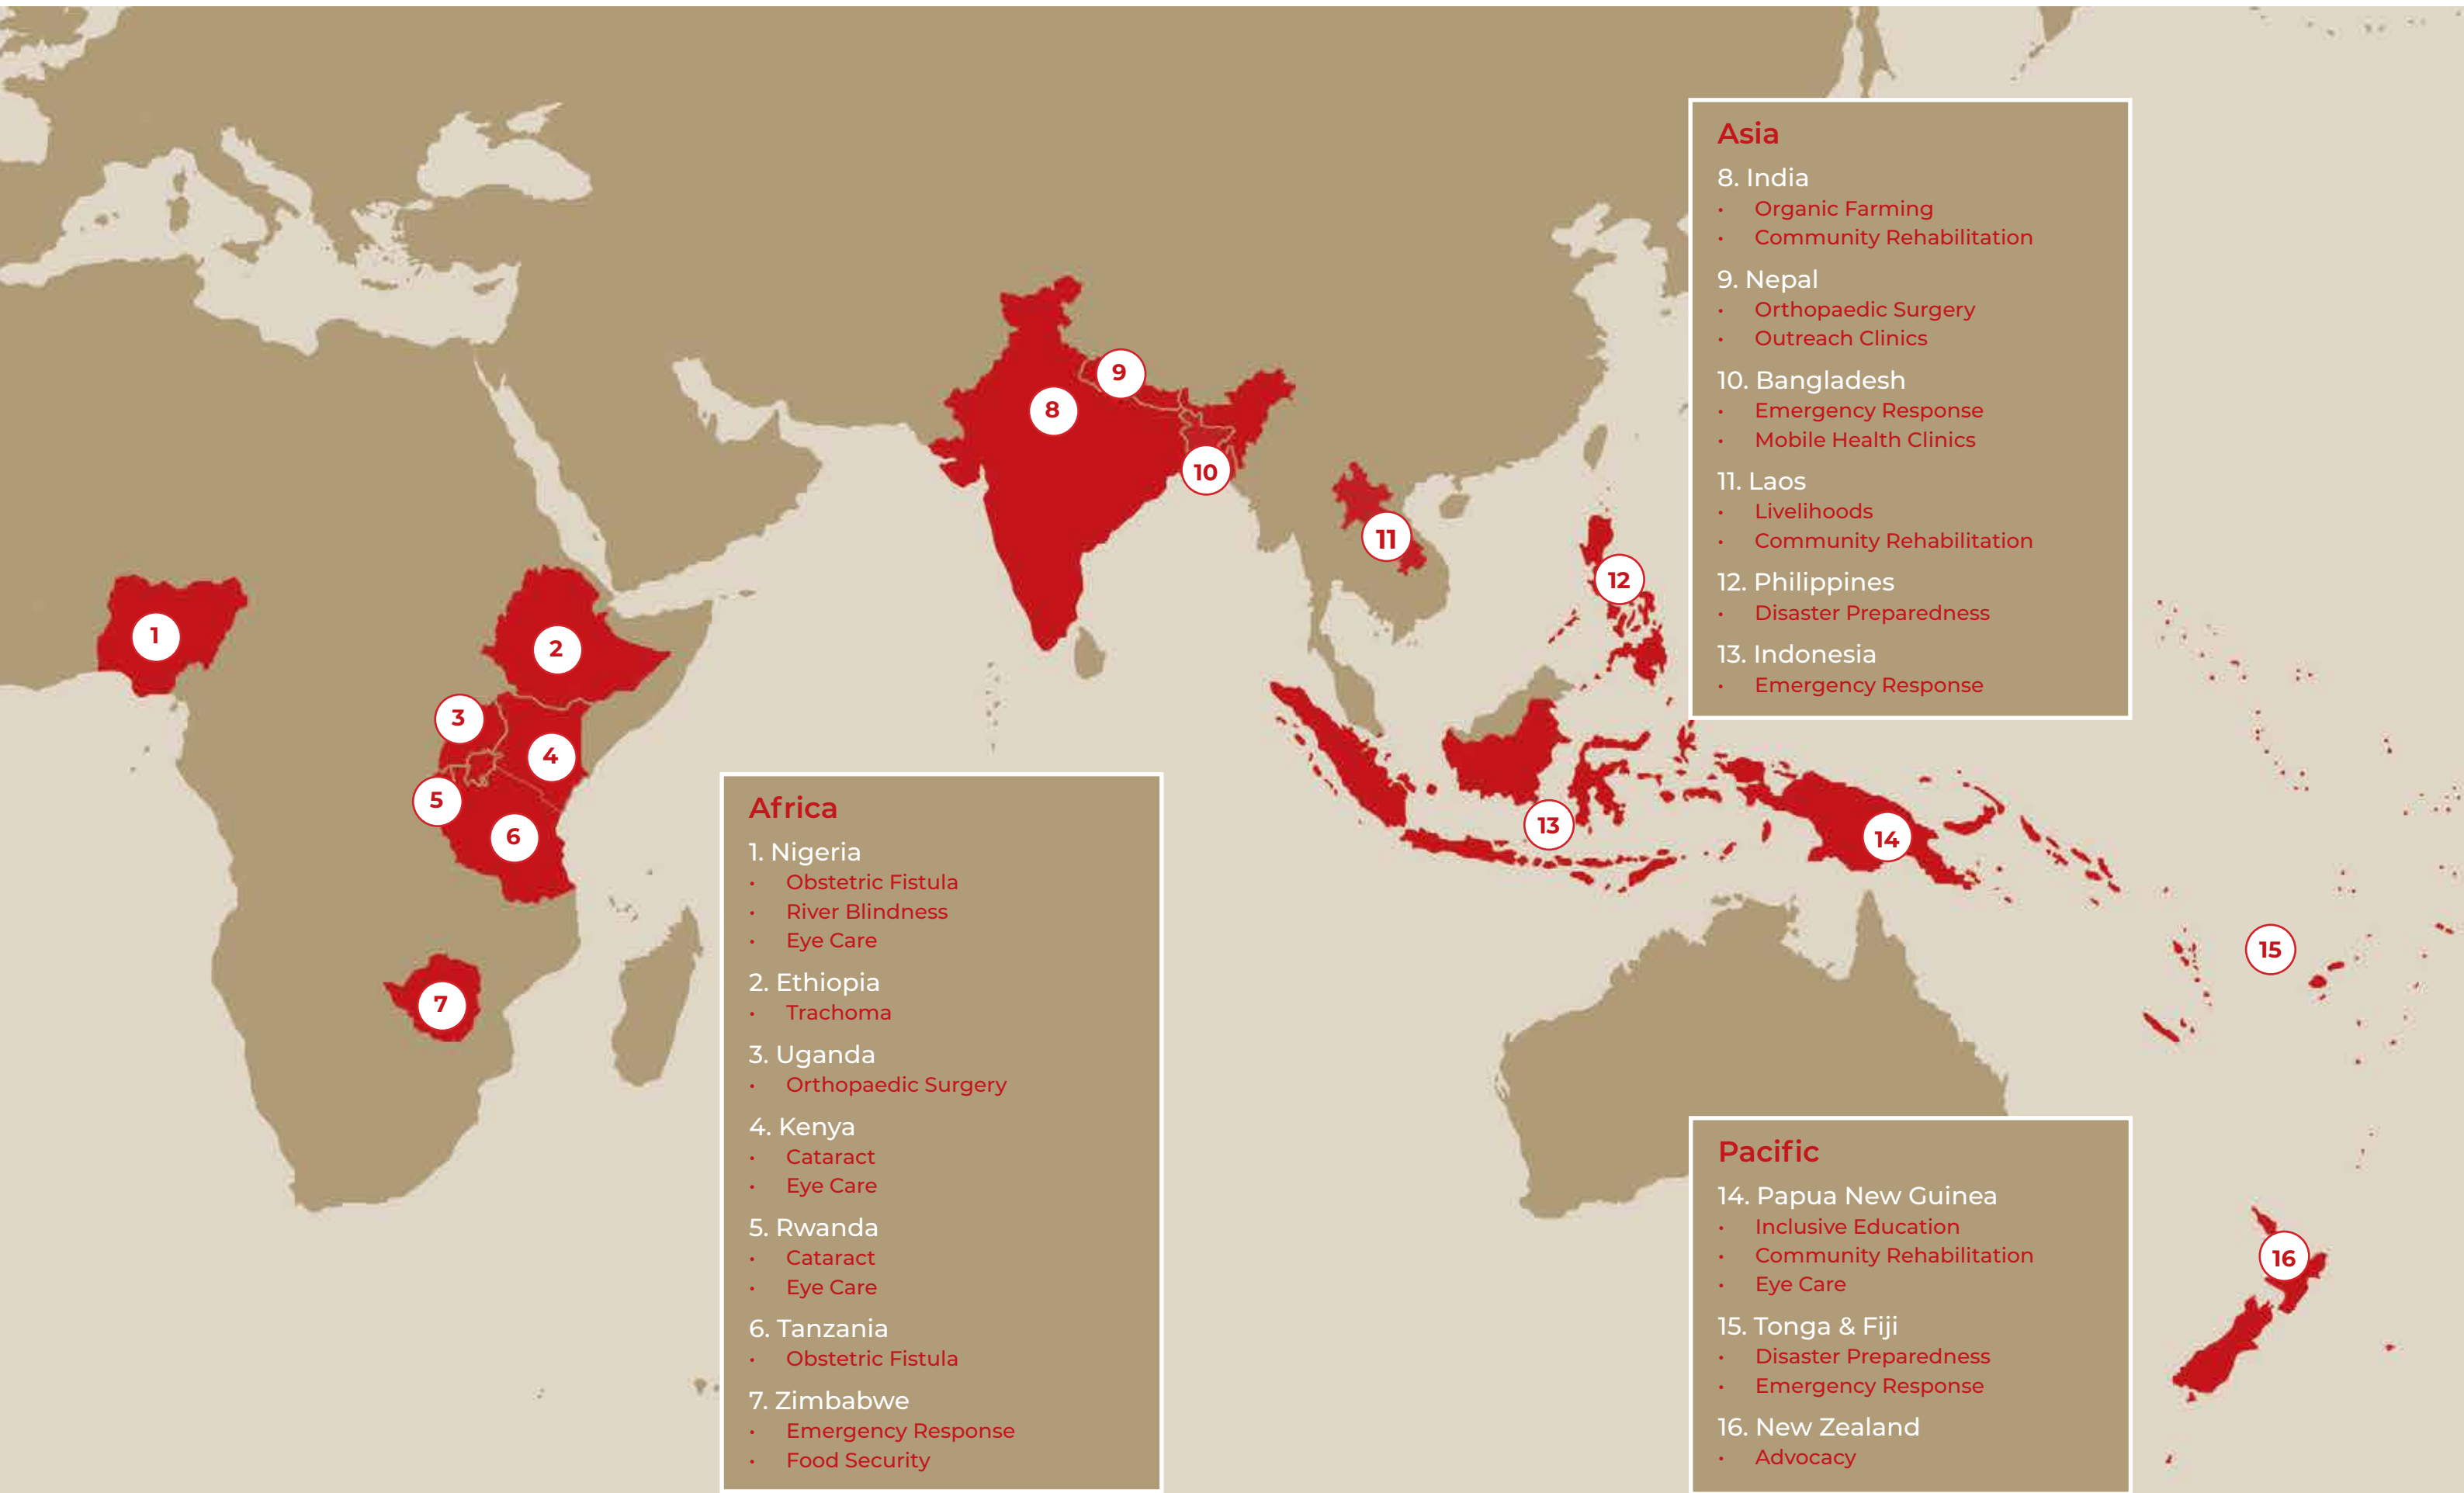 Asia
8. India
• Organic Farming
• Community Rehabilitation
9. Nepal
• Orthopaedic Surgery
• Outreach Clinics
10. Bangladesh
• Emergency Response
• Mobile Health Clinics
11. Laos
• Livelihoods
• Community Rehabilitation
12. Philippines
• Disaster Preparedness
13. Indonesia
• Emergency Response
9
8
10
11
12
1
2
3
4
5
6
7
13
14
15
16
Africa
1. Nigeria
• Obstetric Fistula
• River Blindness
• Eye Care
2. Ethiopia
• Trachoma
3. Uganda
• Orthopaedic Surgery
4. Kenya
• Cataract
• Eye Care
5. Rwanda
• Cataract
• Eye Care
6. Tanzania
• Obstetric Fistula
7. Zimbabwe
• Emergency Response
• Food Security
Pacific
14. Papua New Guinea
• Inclusive Education
• Community Rehabilitation
• Eye Care
15. Tonga & Fiji
• Disaster Preparedness
• Emergency Response
16. New Zealand
• Advocacy